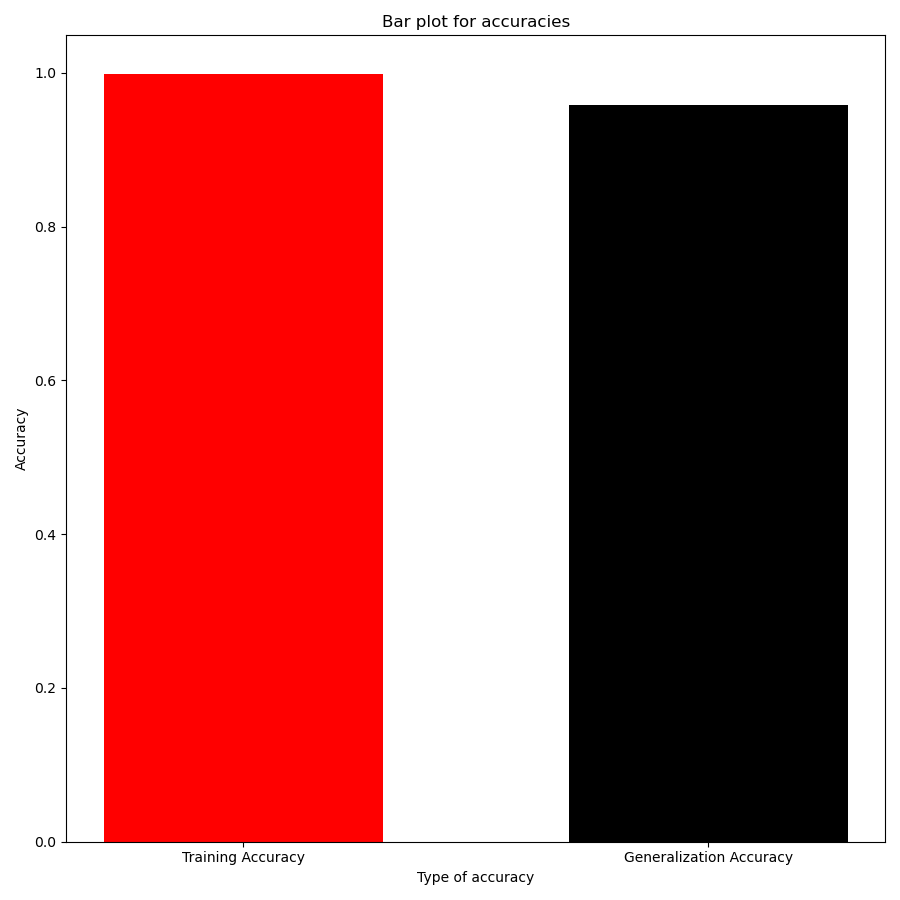 Bar plot for accuracies
1.0
0.8
0.6
0.4
0.2
0.0
Accuracy
Training Accuracy
Generalization Accuracy
Type of accuracy